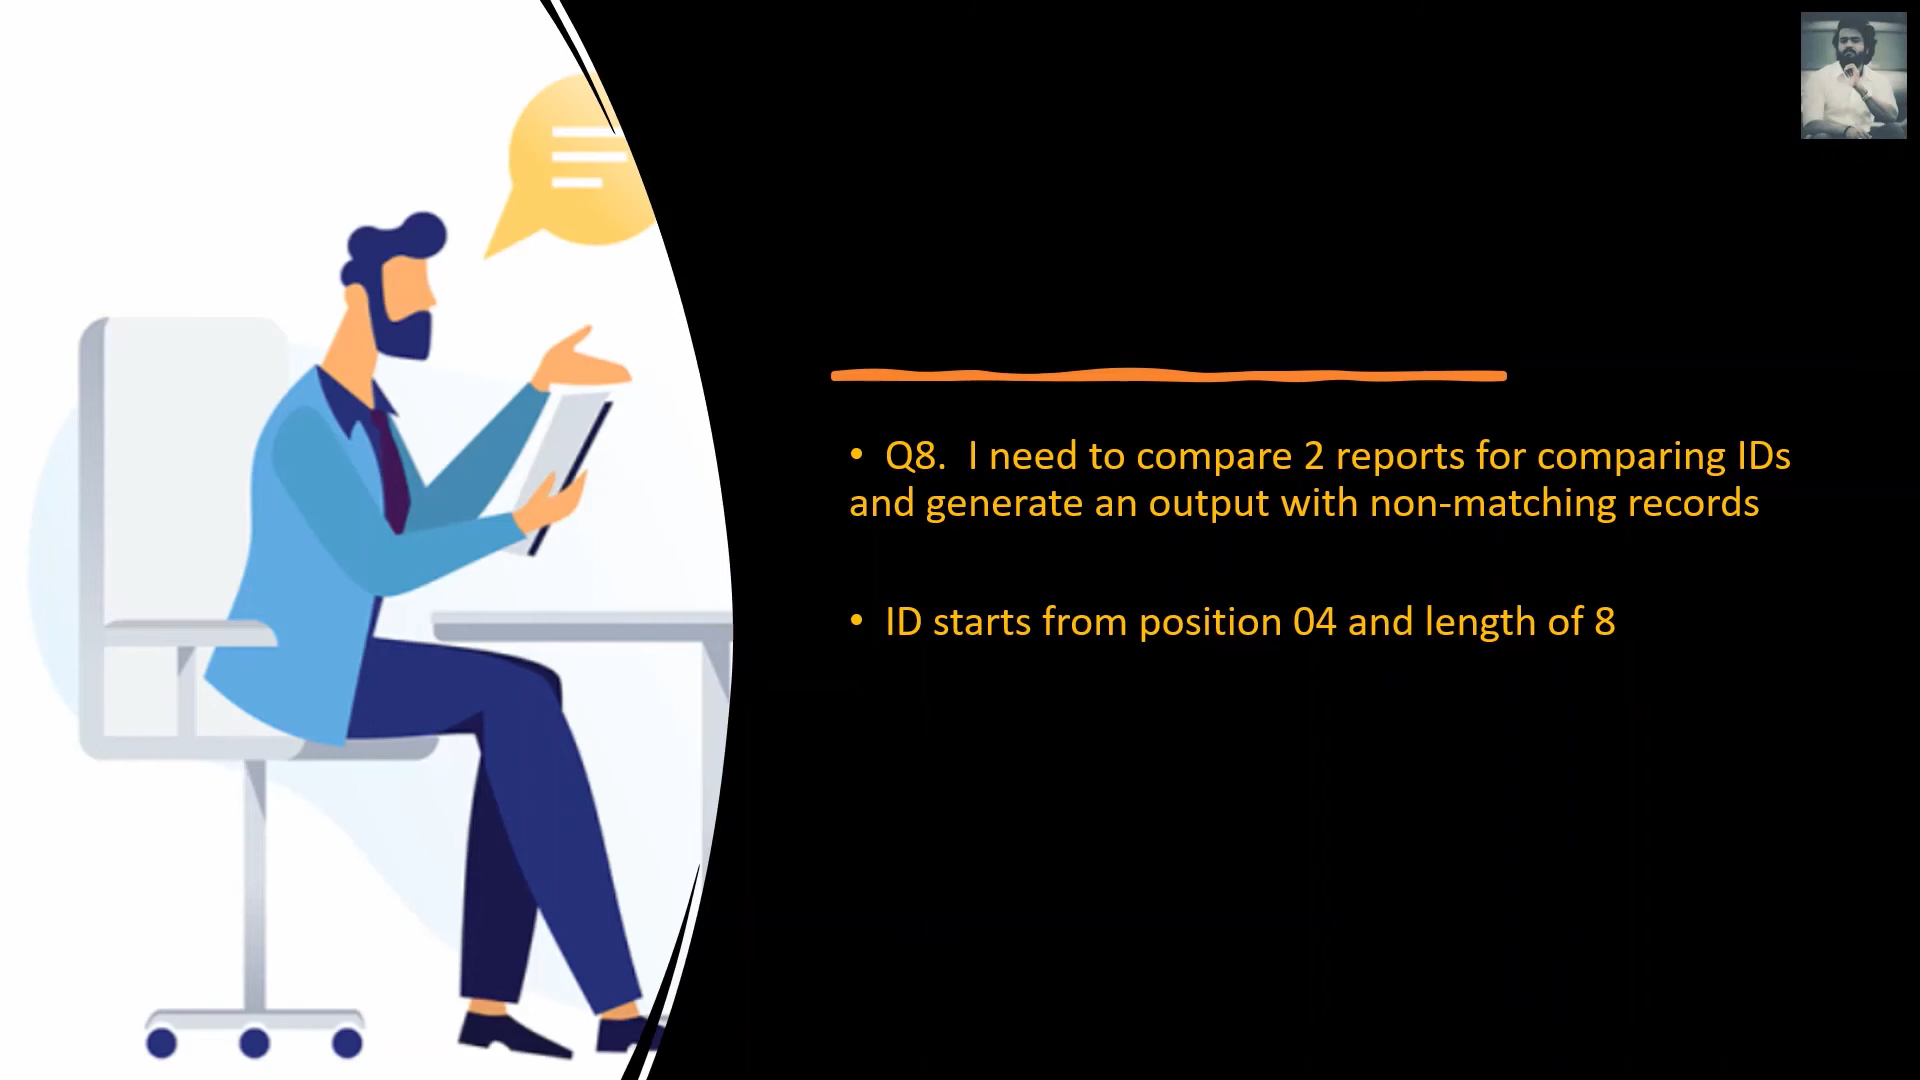 • Q8.  I need to compare 2 reports for comparing IDs
and generate an output with non-matching records
• ID starts from position 04 and length of 8